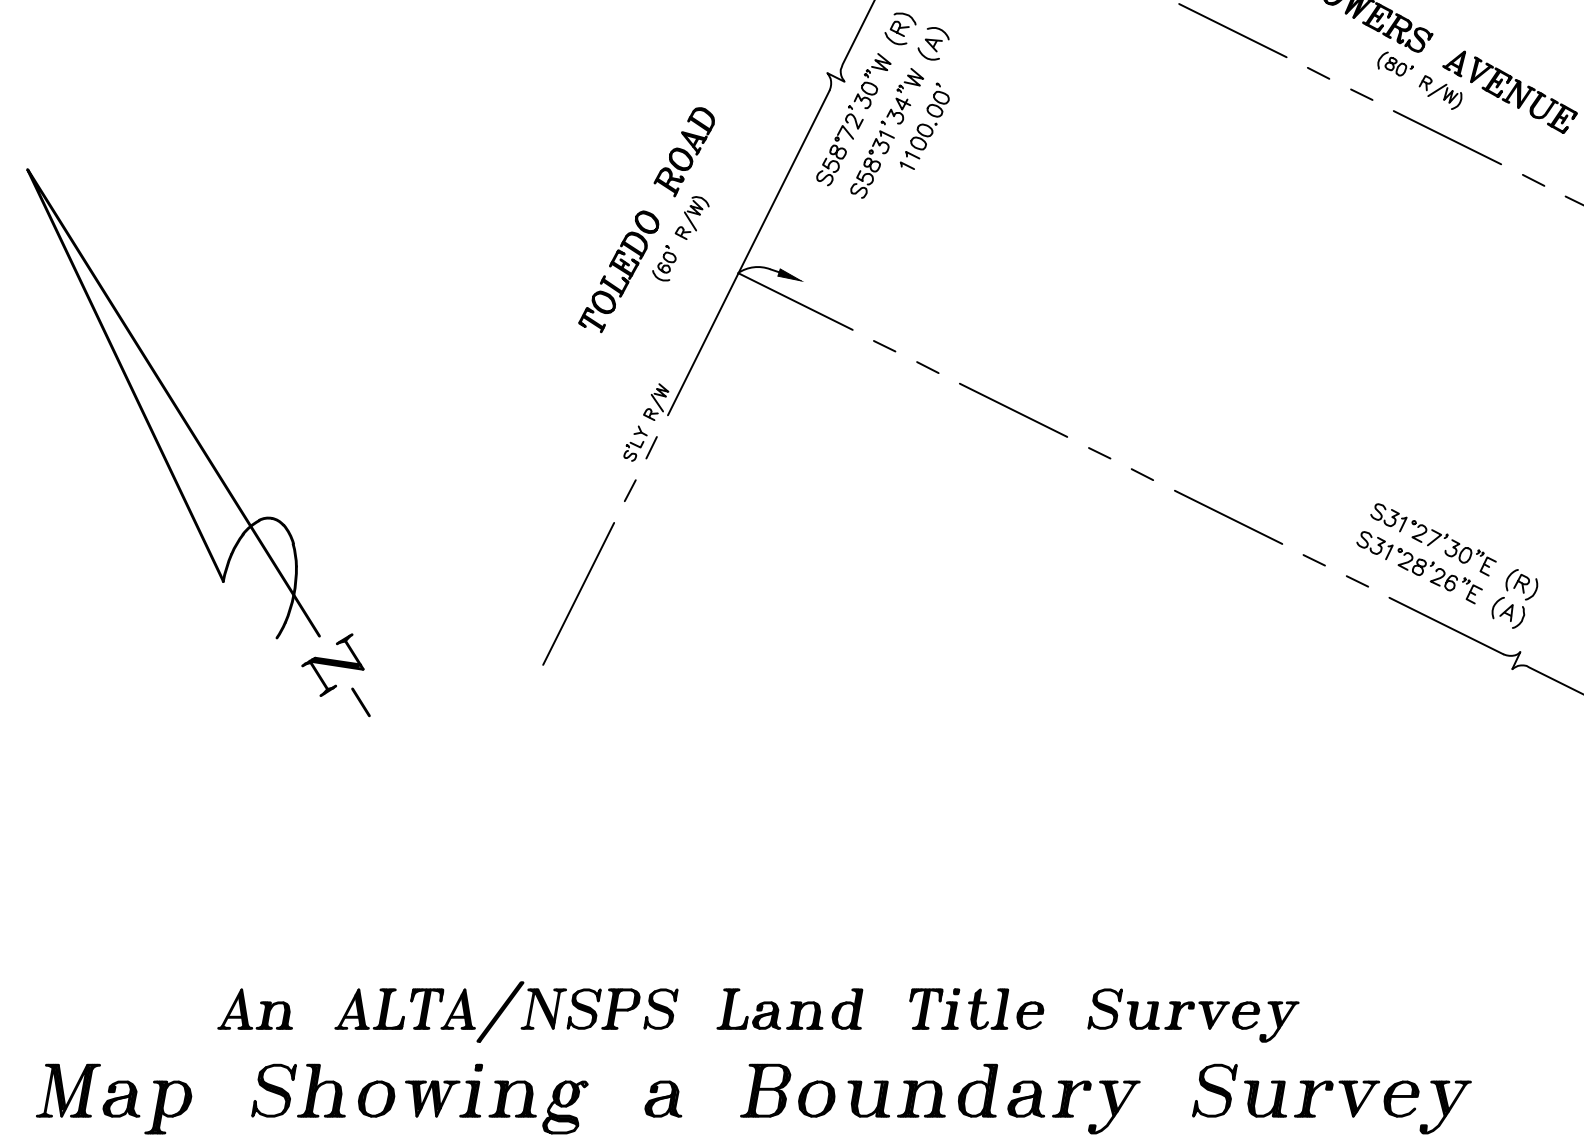 AVENUE
(80' R/W)
S58°72'30"W (R)
S58°31'34"W (A)
1100.00'
TOLEDO ROAD
(60' R/W)
S'LY R/W
S31°27'30"E (R)
S31°28'26"E (A)
N
An ALTA/NSPS Land Title Survey
Map Showing a Boundary Survey